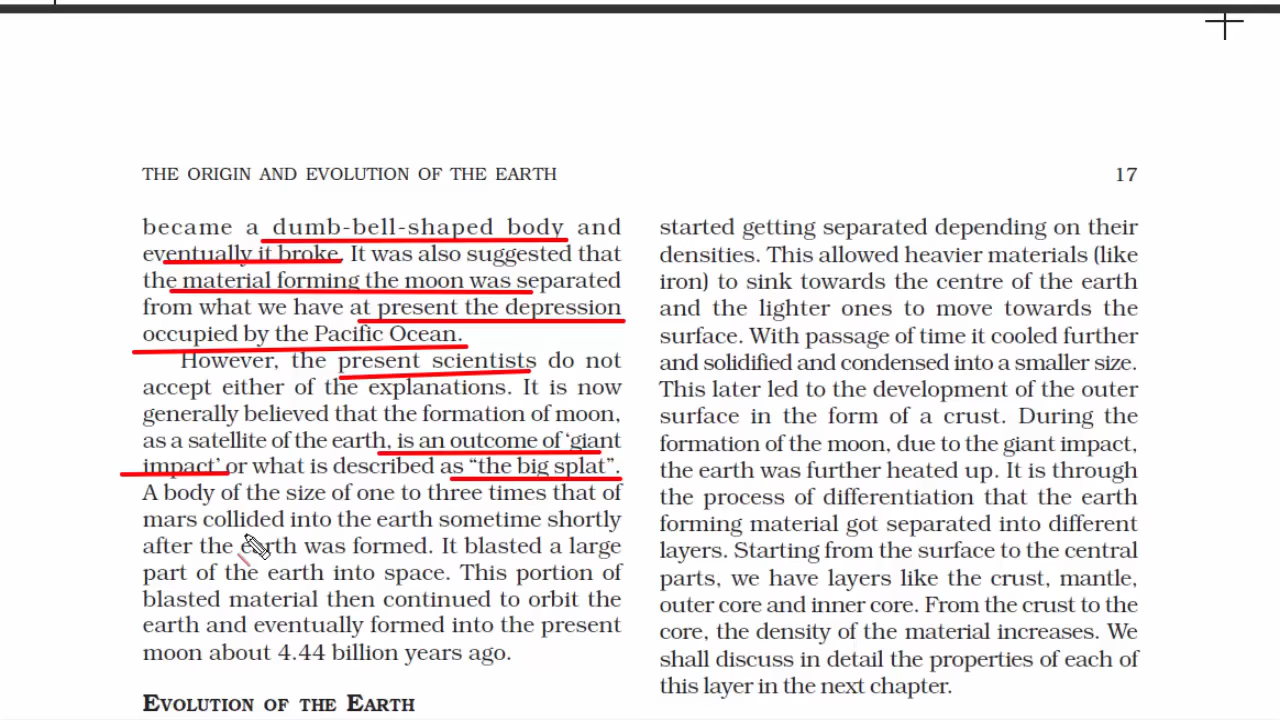 THE ORIGIN AND EVOLUTION OF THE EARTH 17
became a dumb-bell-shaped body and
eventually it broke. It was also suggested that
the material forming the moon was separated
from what we have at present the depression
occupied by the Pacific Ocean.
However, the present scientists do not
accept either of the explanations. It is now
generally believed that the formation of moon,
as a satellite of the earth, is an outcome of ‘giant
impact’ or what is described as “the big splat”.
A body of the size of one to three times that of
mars collided into the earth sometime shortly
after the earth was formed. It blasted a large
part of the earth into space. This portion of
blasted material then continued to orbit the
earth and eventually formed into the present
moon about 4.44 billion years ago.
EVOLUTION OF THE EARTH
started getting separated depending on their
densities. This allowed heavier materials (like
iron) to sink towards the centre of the earth
and the lighter ones to move towards the
surface. With passage of time it cooled further
and solidified and condensed into a smaller size.
This later led to the development of the outer
surface in the form of a crust. During the
formation of the moon, due to the giant impact,
the earth was further heated up. It is through
the process of differentiation that the earth
forming material got separated into different
layers. Starting from the surface to the central
parts, we have layers like the crust, mantle,
outer core and inner core. From the crust to the
core, the density of the material increases. We
shall discuss in detail the properties of each of
this layer in the next chapter.